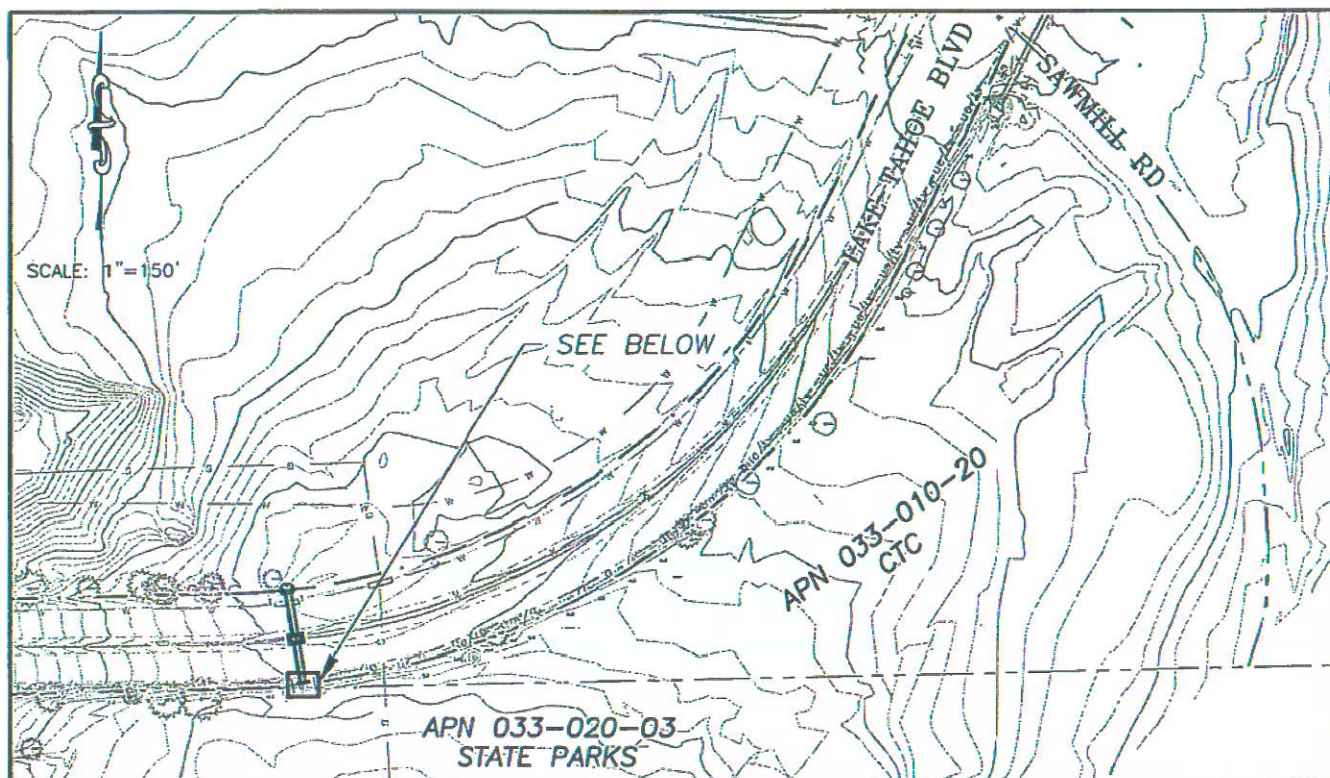 LAKE TAHOE BLVD
SAWMILL RD
SCALE: 1"=150'
SEE BELOW
APN 033-010-20
CTC
APN 033-020-03
STATE PARKS